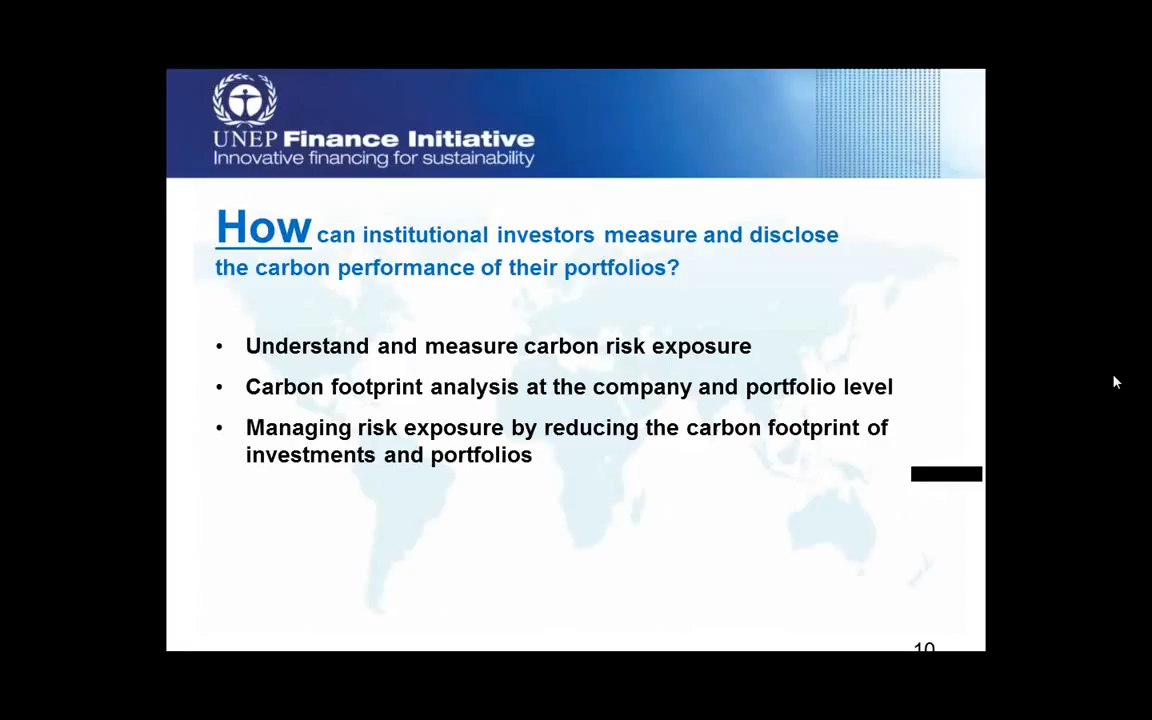 UNEP Finance Initiative
Innovative financing for sustainability
How can institutional investors measure and disclose
the carbon performance of their portfolios?
• Understand and measure carbon risk exposure
• Carbon footprint analysis at the company and portfolio level
• Managing risk exposure by reducing the carbon footprint of
investments and portfolios
10